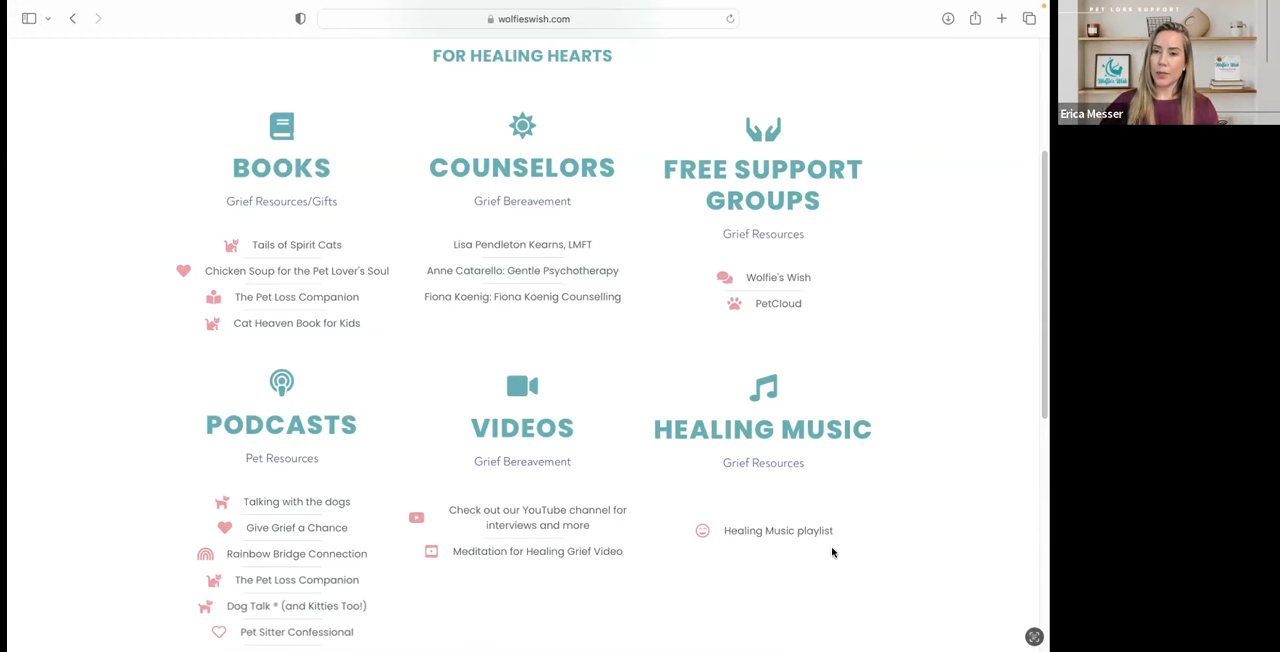 wolfieswish.com
PET LOSS SUPPORT
Wolfie's Wish
Wolfie's Wish
Erica Messer
FOR HEALING HEARTS
BOOKS
Grief Resources/Gifts
Tails of Spirit Cats
Chicken Soup for the Pet Lover's Soul
The Pet Loss Companion
Cat Heaven Book for Kids
COUNSELORS
Grief Bereavement
Lisa Pendleton Kearns, LMFT
Anne Catarello: Gentle Psychotherapy
Fiona Koenig: Fiona Koenig Counselling
FREE SUPPORT
GROUPS
Grief Resources
Wolfie's Wish
PetCloud
PODCASTS
Pet Resources
Talking with the dogs
Give Grief a Chance
Rainbow Bridge Connection
The Pet Loss Companion
Dog Talk ® (and Kitties Too!)
Pet Sitter Confessional
VIDEOS
Grief Bereavement
Check out our YouTube channel for
interviews and more
Meditation for Healing Grief Video
HEALING MUSIC
Grief Resources
Healing Music playlist